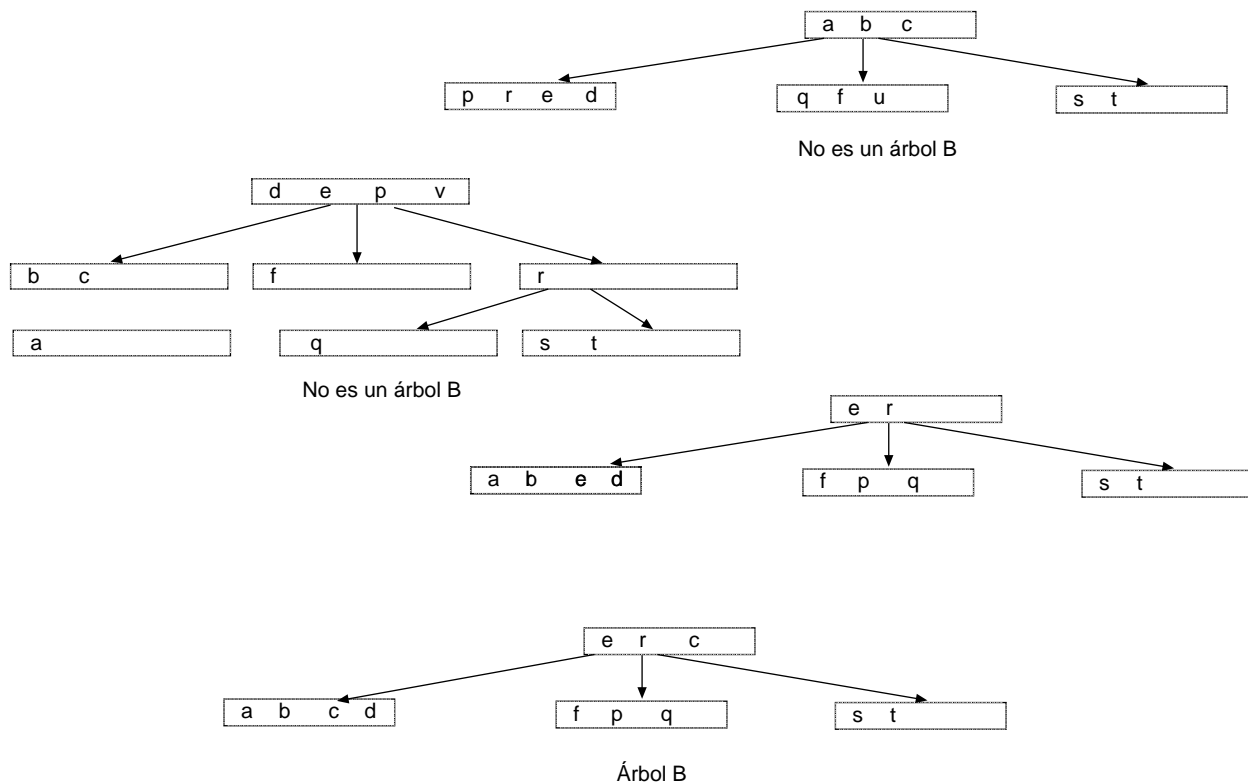 a b c
p r e d
q f u
s t
No es un árbol B
d e p v
b c
f
r
a
q
s t
No es un árbol B
e r
a b e d
f p q
s t
e r c
a b c d
f p q
s t
Árbol B